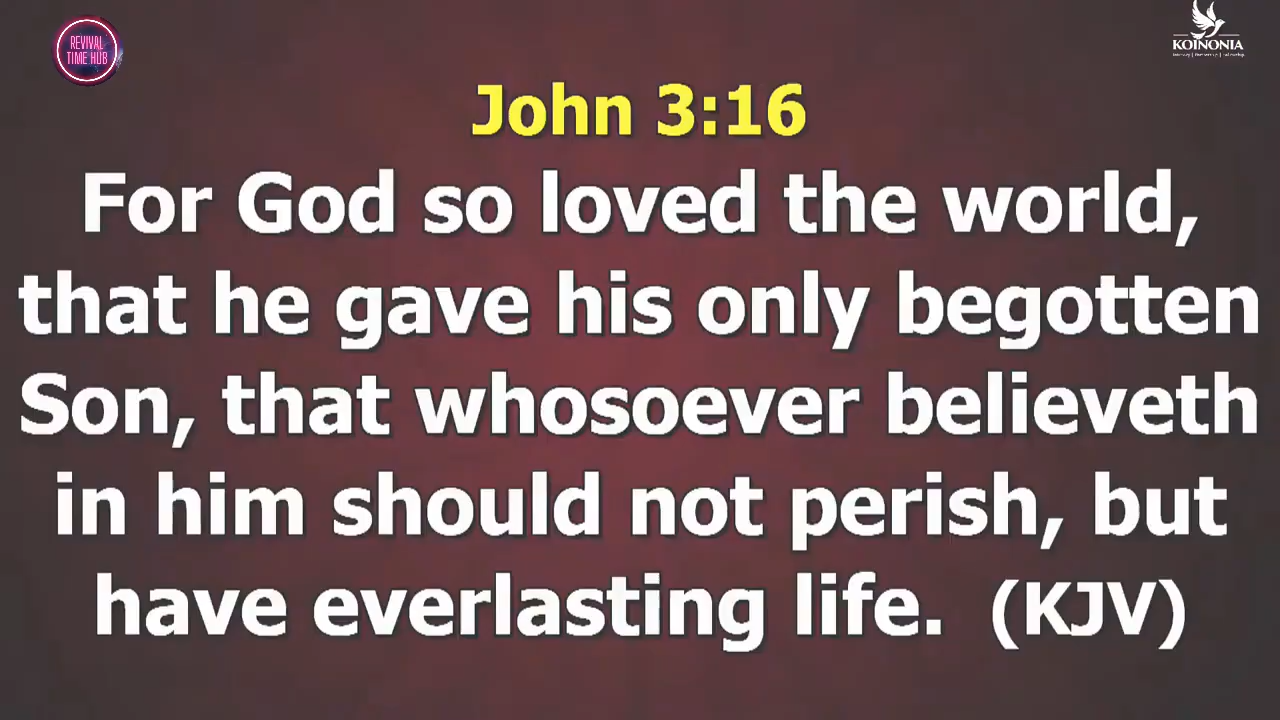 REVIVAL
TIME HUB
KOINONIA
John 3:16
For God so loved the world,
that he gave his only begotten
Son, that whosoever believeth
in him should not perish, but
have everlasting life. (KJV)